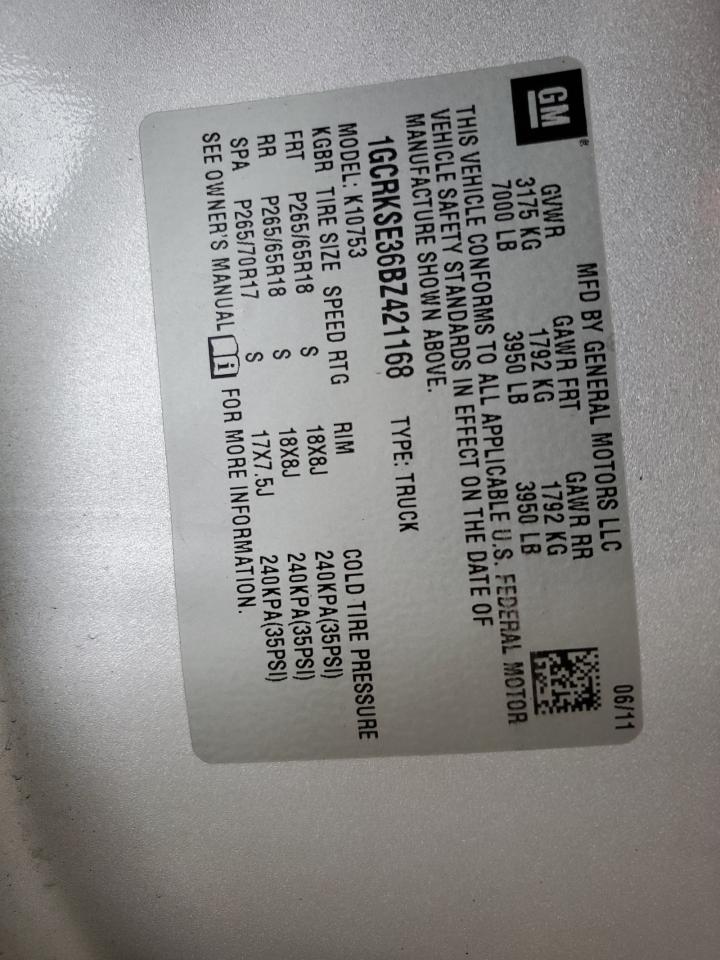 GM
MFD BY GENERAL MOTORS LLC 06/11
GVWR GAWR FRT GAWR RR
3175 KG 1792 KG 1792 KG
7000 LB 3950 LB 3950 LB
THIS VEHICLE CONFORMS TO ALL APPLICABLE U.S. FEDERAL MOTOR
VEHICLE SAFETY STANDARDS IN EFFECT ON THE DATE OF
MANUFACTURE SHOWN ABOVE.
1GCRKSE36BZ421168 TYPE: TRUCK
MODEL: K10753
KGBR TIRE SIZE SPEED RTG RIM COLD TIRE PRESSURE
FRT P265/65R18 S 18X8J 240KPA(35PSI)
RR P265/65R18 S 18X8J 240KPA(35PSI)
SPA P265/70R17 S 17X7.5J 240KPA(35PSI)
SEE OWNER'S MANUAL i FOR MORE INFORMATION.